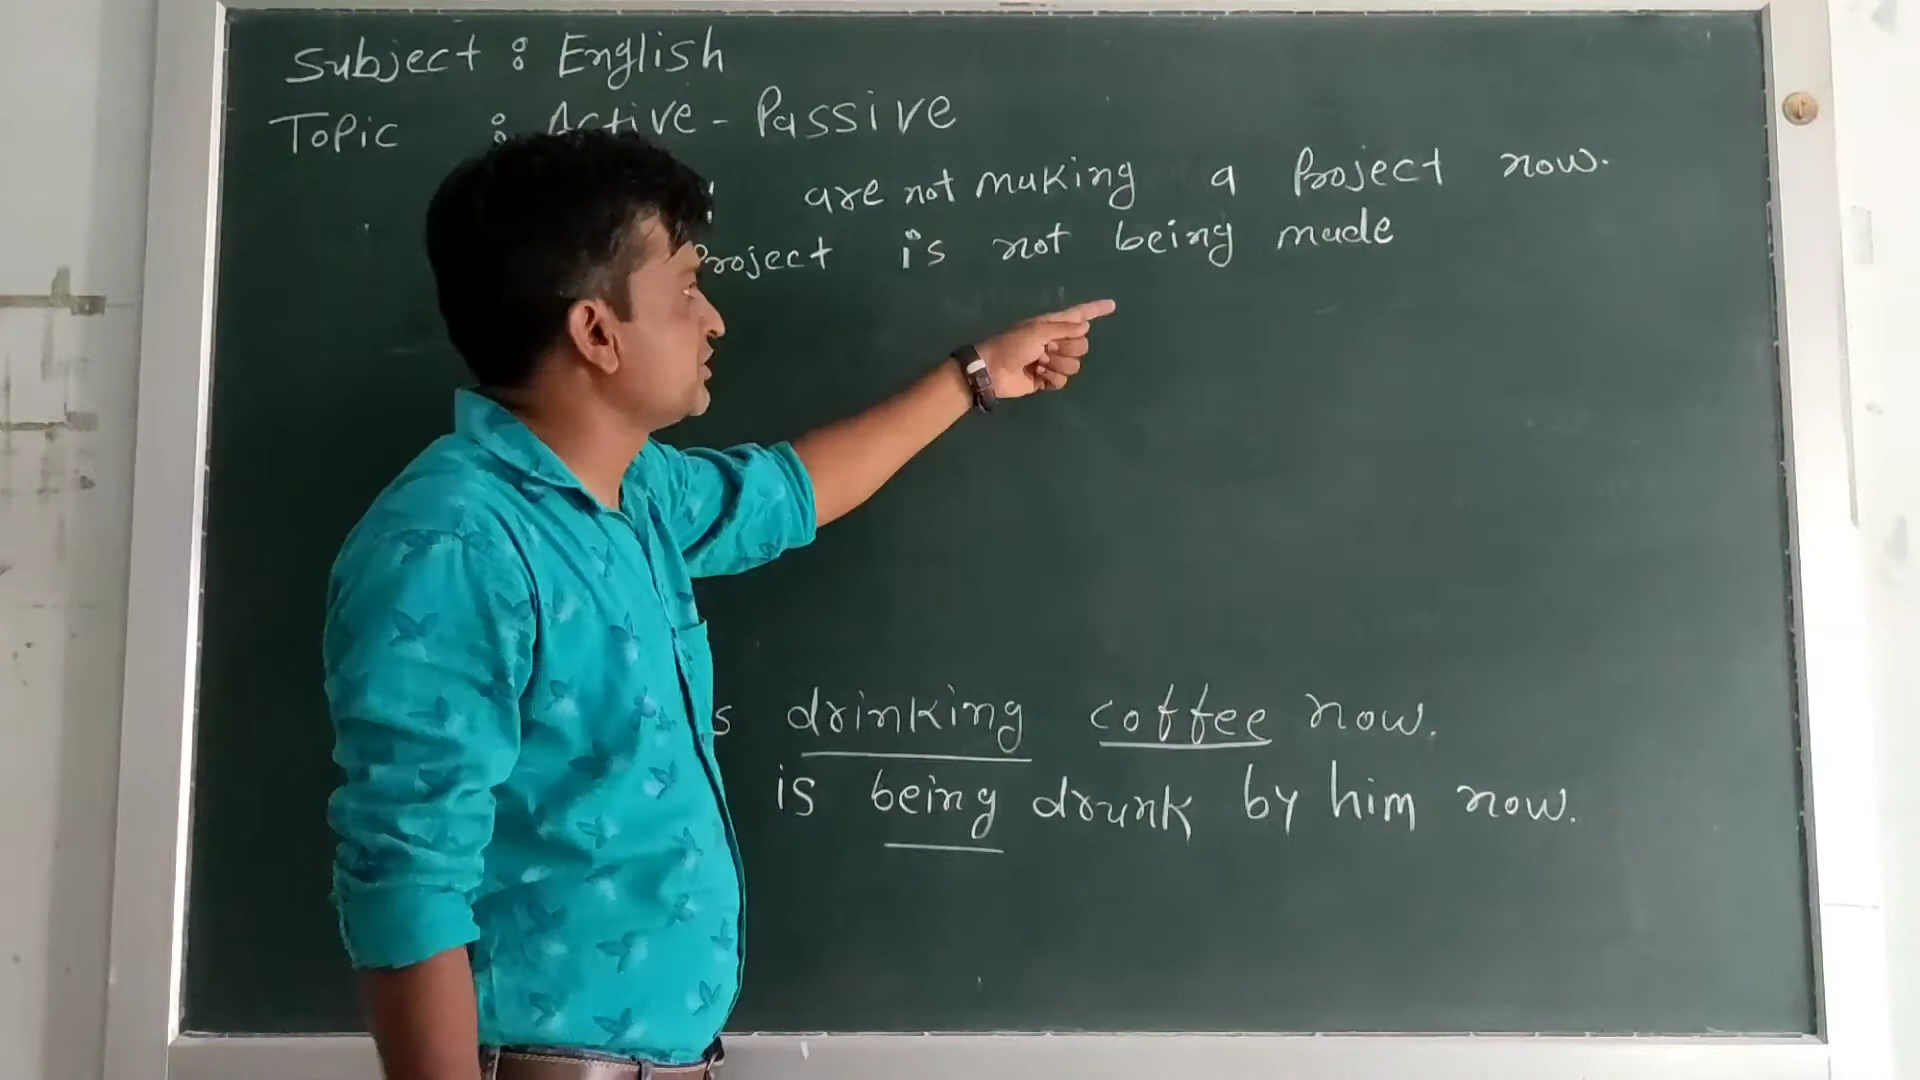 Subject : English
Topic : Active - Passive
are not making a Project now.
Project is not being made
s drinking coffee now.
is being drunk by him now.